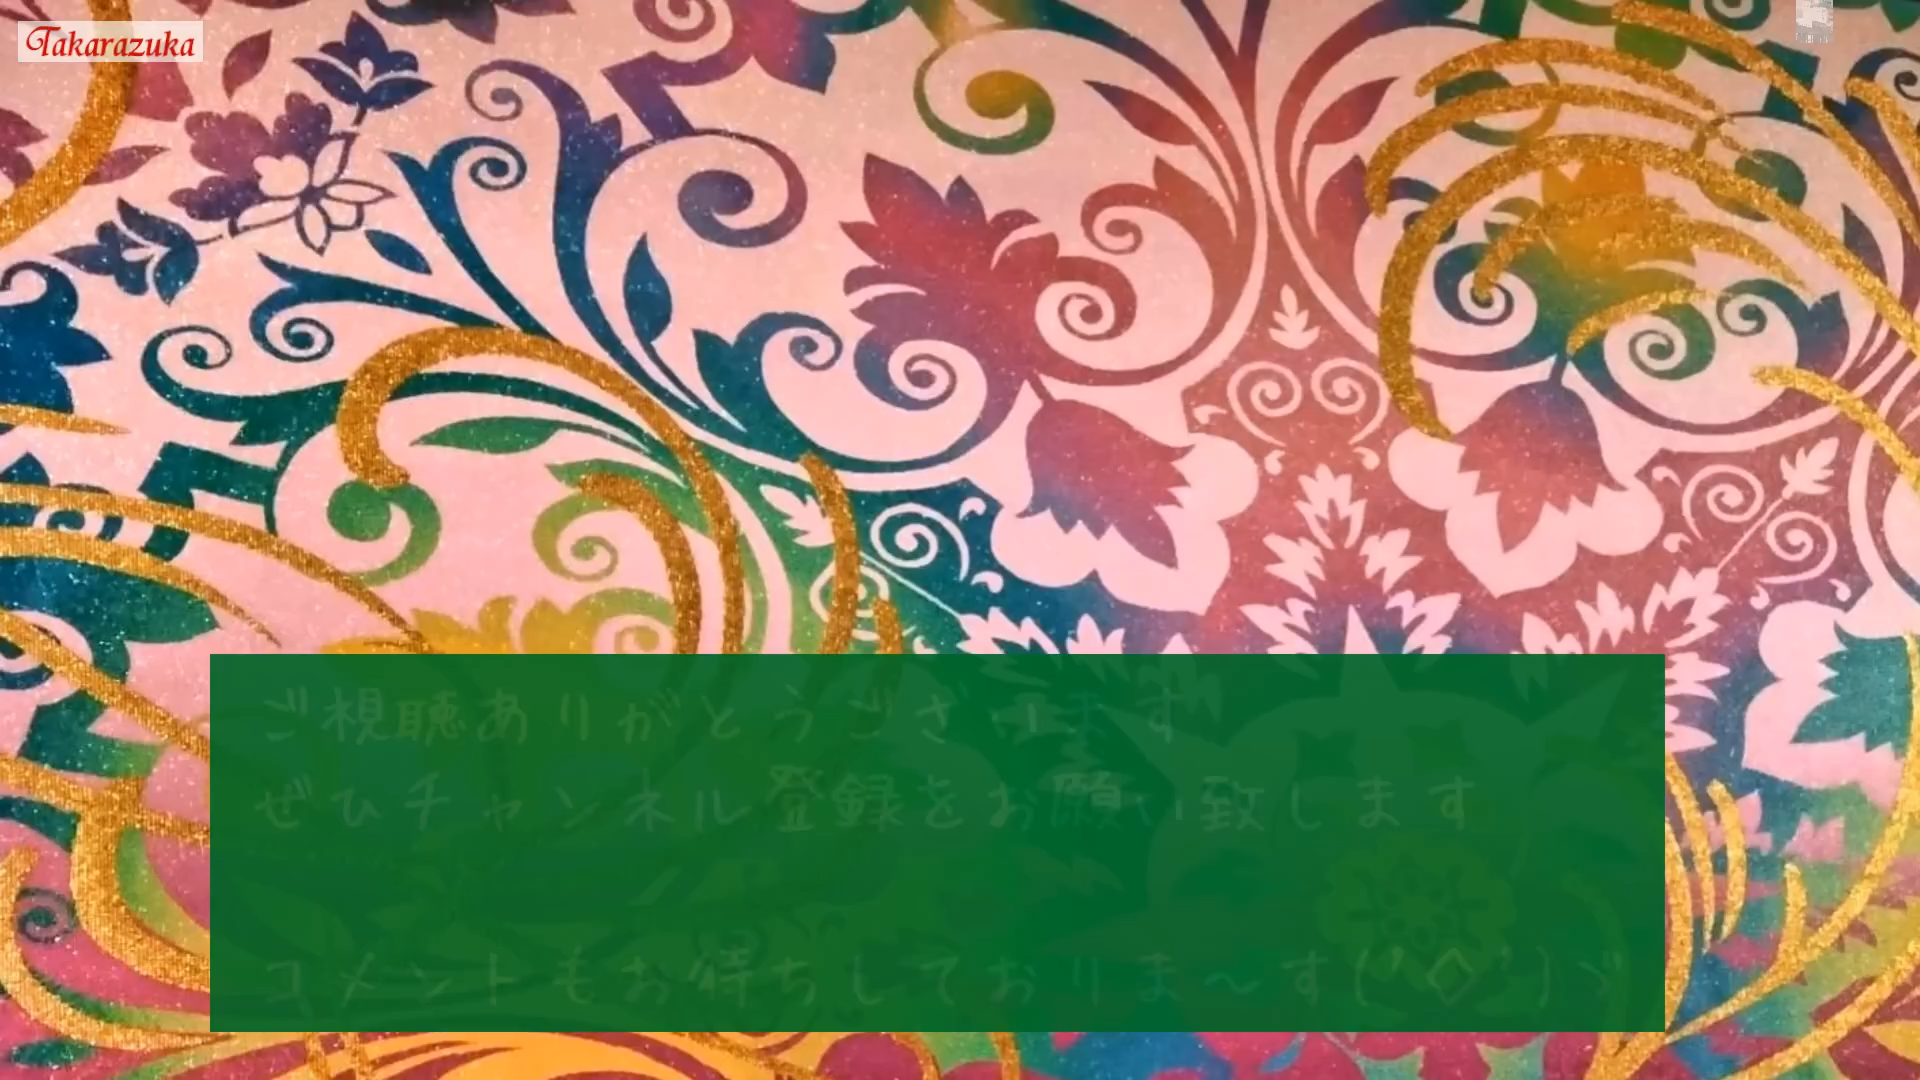 Takarazuka
ご視聴ありがとうございます
ぜひチャンネル登録をお願い致します
コメントもお待ちしておりま〜す('◇')ゞ